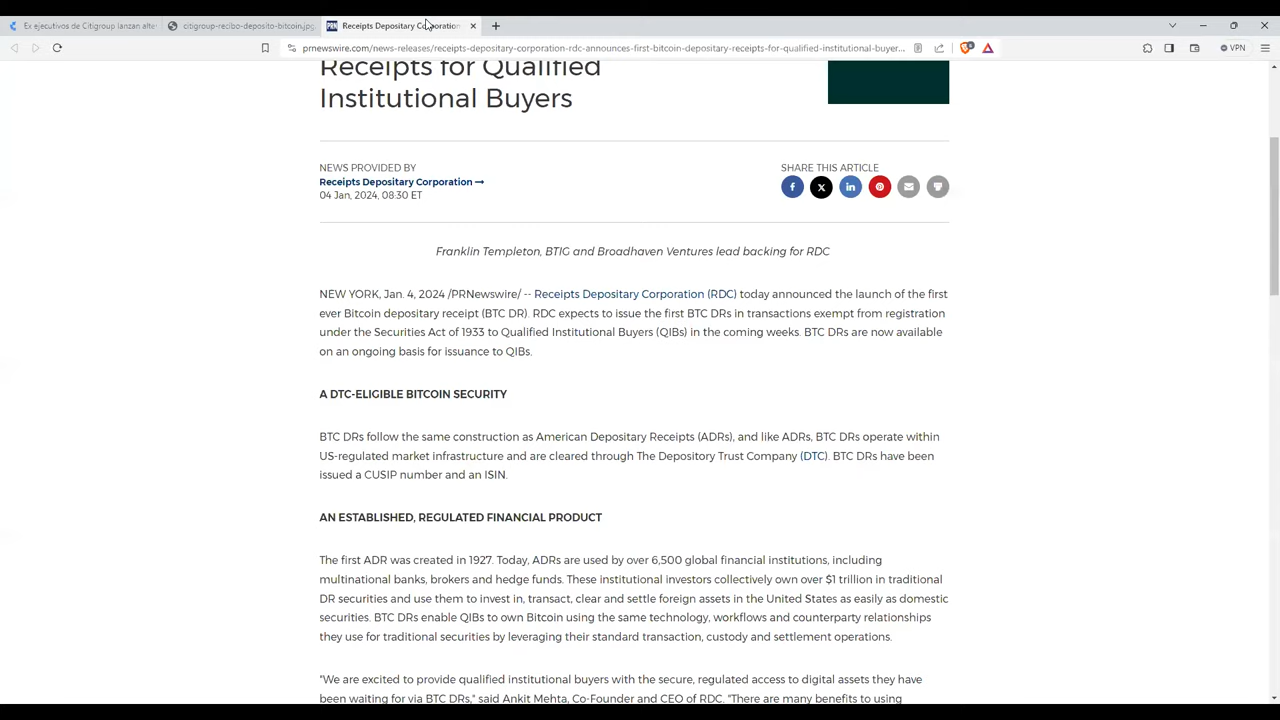 Ex ejecutivos de Citigroup lanzan alte
citigroup-recibo-deposito-bitcoin.jpg
PRN
Receipts Depositary Corporation
prnewswire.com/news-releases/receipts-depositary-corporation-rdc-announces-first-bitcoin-depositary-receipts-for-qualified-institutional-buyer...
VPN
Receipts for Qualified
Institutional Buyers
NEWS PROVIDED BY
Receipts Depositary Corporation →
04 Jan, 2024, 08:30 ET
SHARE THIS ARTICLE
Franklin Templeton, BTIG and Broadhaven Ventures lead backing for RDC
NEW YORK, Jan. 4, 2024 /PRNewswire/ -- Receipts Depositary Corporation (RDC) today announced the launch of the first
ever Bitcoin depositary receipt (BTC DR). RDC expects to issue the first BTC DRs in transactions exempt from registration
under the Securities Act of 1933 to Qualified Institutional Buyers (QIBs) in the coming weeks. BTC DRs are now available
on an ongoing basis for issuance to QIBs.
A DTC-ELIGIBLE BITCOIN SECURITY
BTC DRs follow the same construction as American Depositary Receipts (ADRs), and like ADRs, BTC DRs operate within
US-regulated market infrastructure and are cleared through The Depository Trust Company (DTC). BTC DRs have been
issued a CUSIP number and an ISIN.
AN ESTABLISHED, REGULATED FINANCIAL PRODUCT
The first ADR was created in 1927. Today, ADRs are used by over 6,500 global financial institutions, including
multinational banks, brokers and hedge funds. These institutional investors collectively own over $1 trillion in traditional
DR securities and use them to invest in, transact, clear and settle foreign assets in the United States as easily as domestic
securities. BTC DRs enable QIBs to own Bitcoin using the same technology, workflows and counterparty relationships
they use for traditional securities by leveraging their standard transaction, custody and settlement operations.
"We are excited to provide qualified institutional buyers with the secure, regulated access to digital assets they have
been waiting for via BTC DRs," said Ankit Mehta, Co-Founder and CEO of RDC. "There are many benefits to using